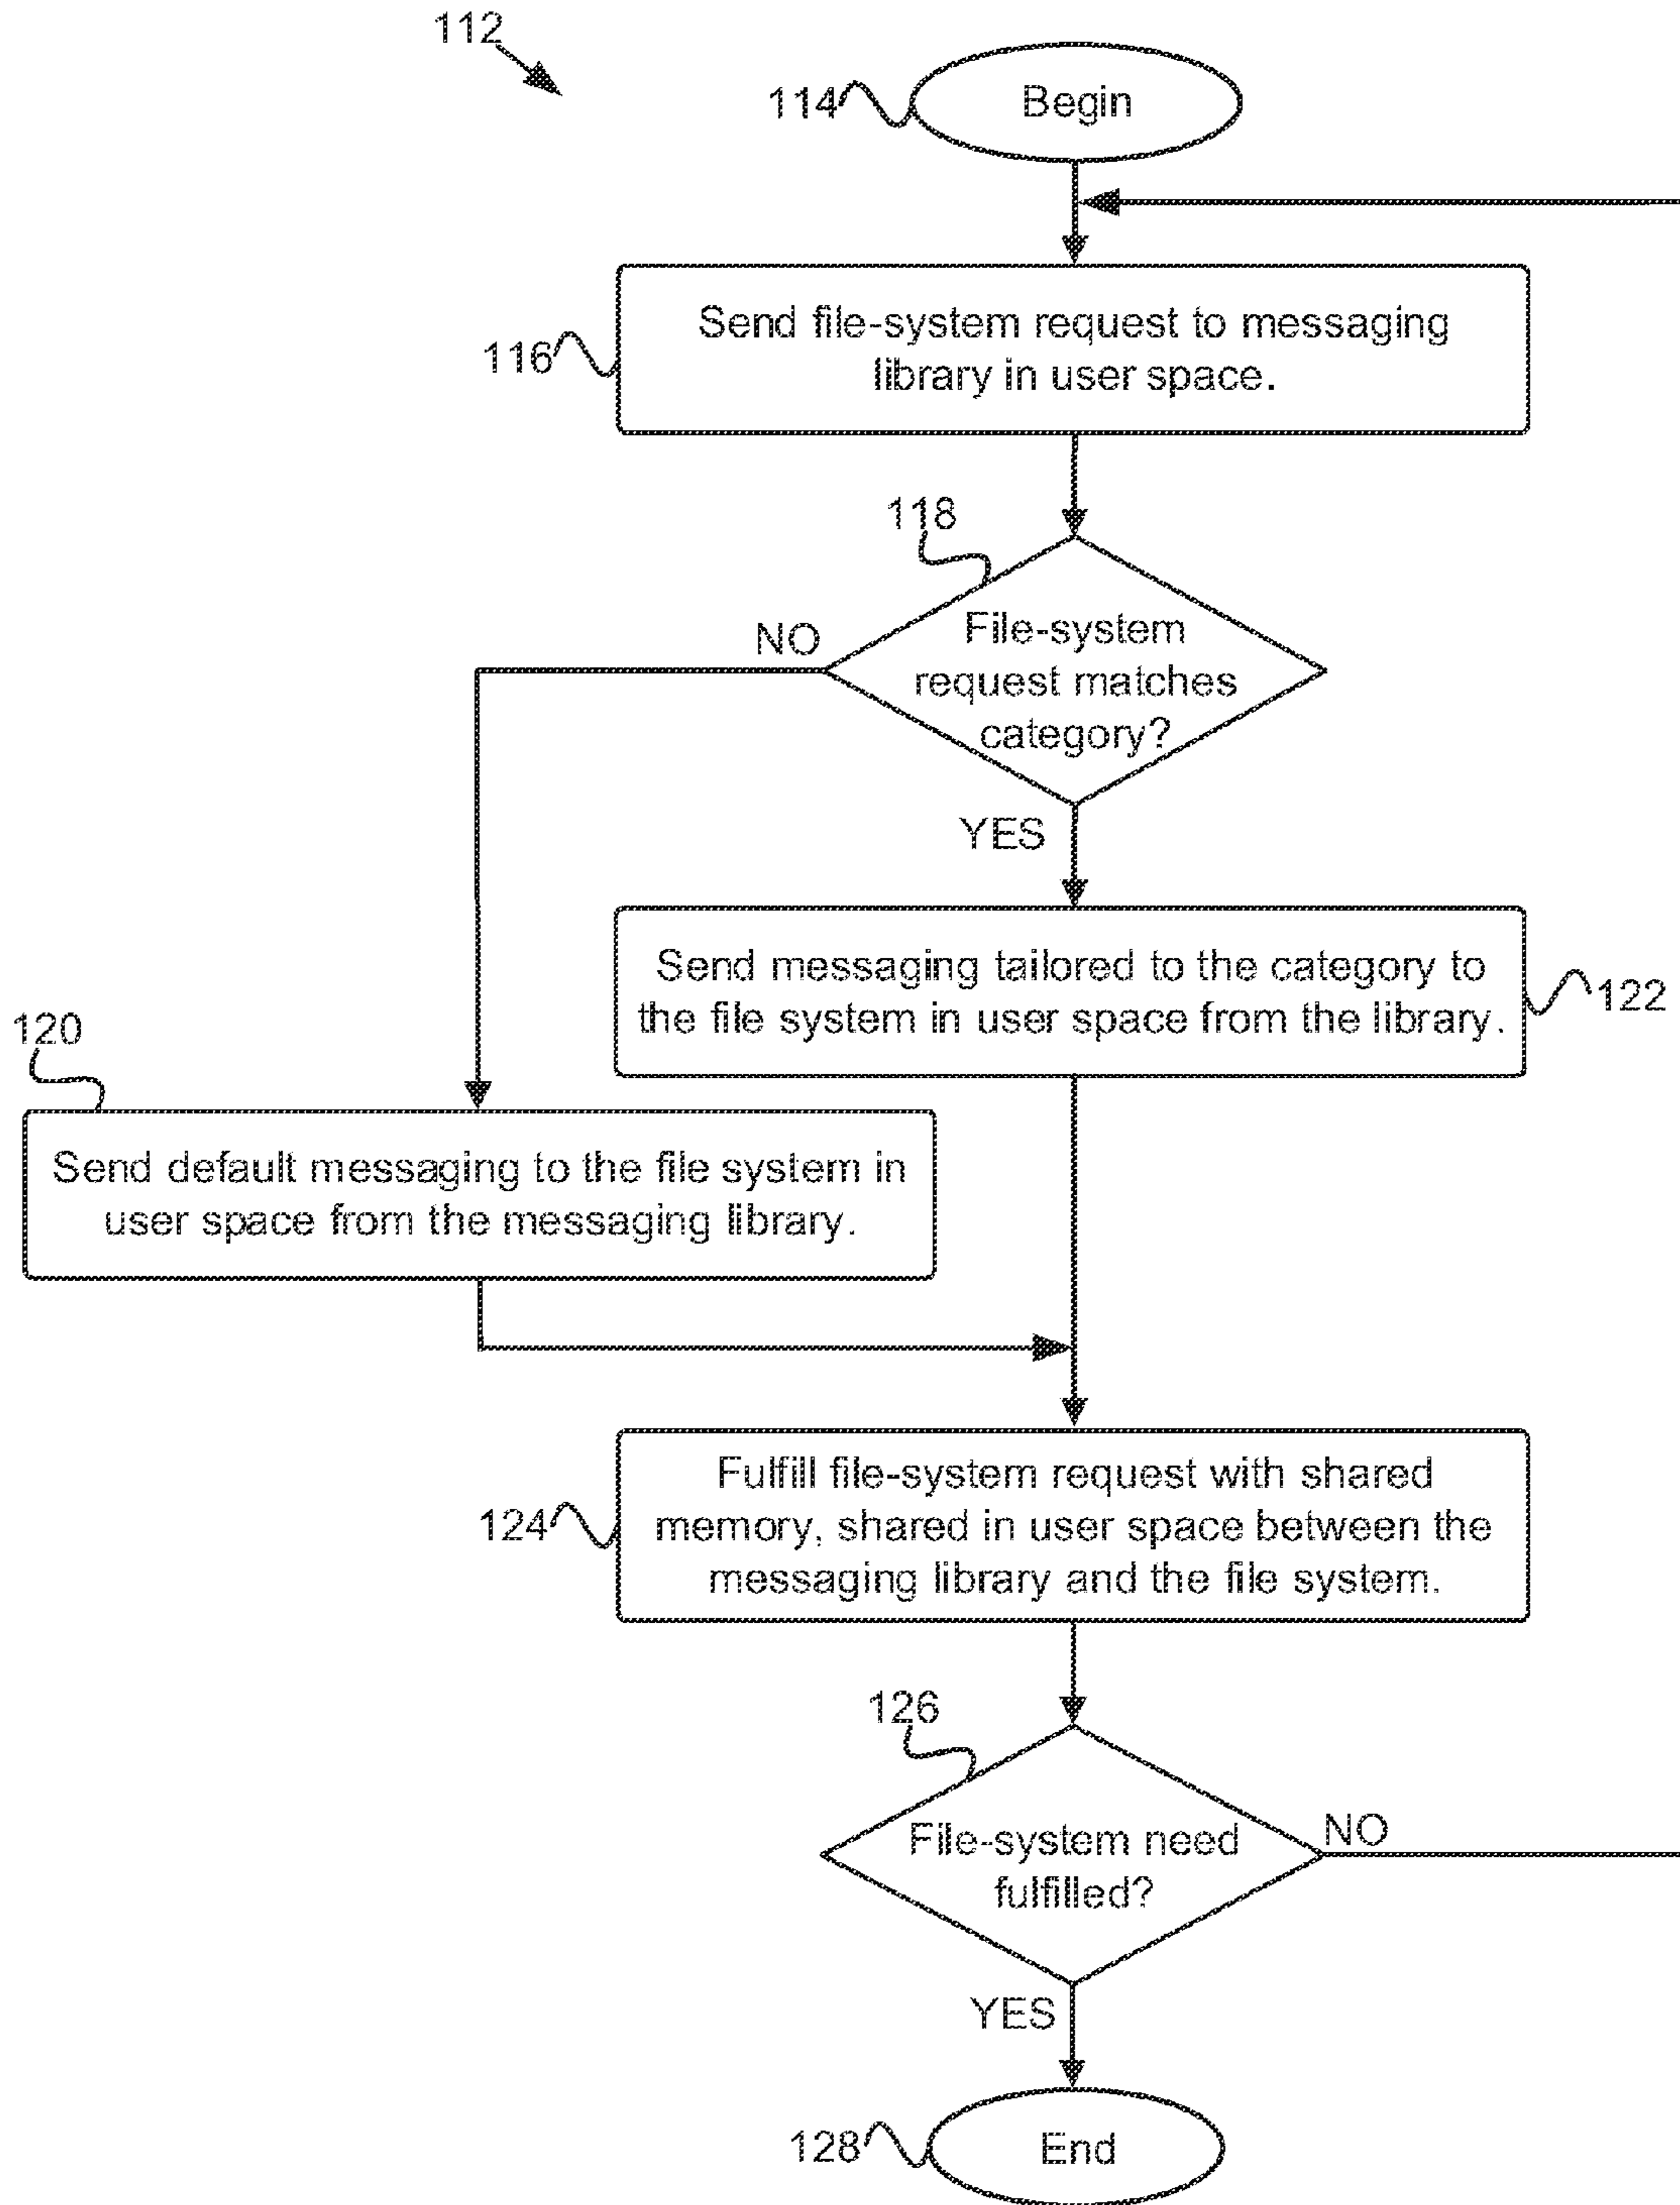 112
114
Begin
Send file-system request to messaging
library in user space.
116
118
NO
File-system
request matches
category?
YES
Send messaging tailored to the category to
the file system in user space from the library.
122
120
Send default messaging to the file system in
user space from the messaging library.
Fulfill file-system request with shared
memory, shared in user space between the
messaging library and the file system.
124
126
File-system need
fulfilled?
NO
YES
128
End